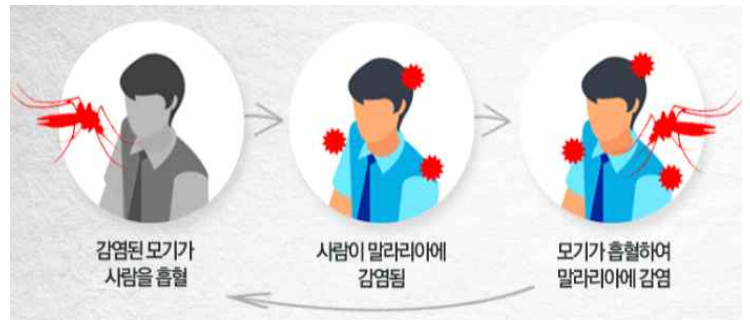 감염된 모기가
사람을 흡혈
사람이 말라리아에
감염됨
모기가 흡혈하여
말라리아에 감염